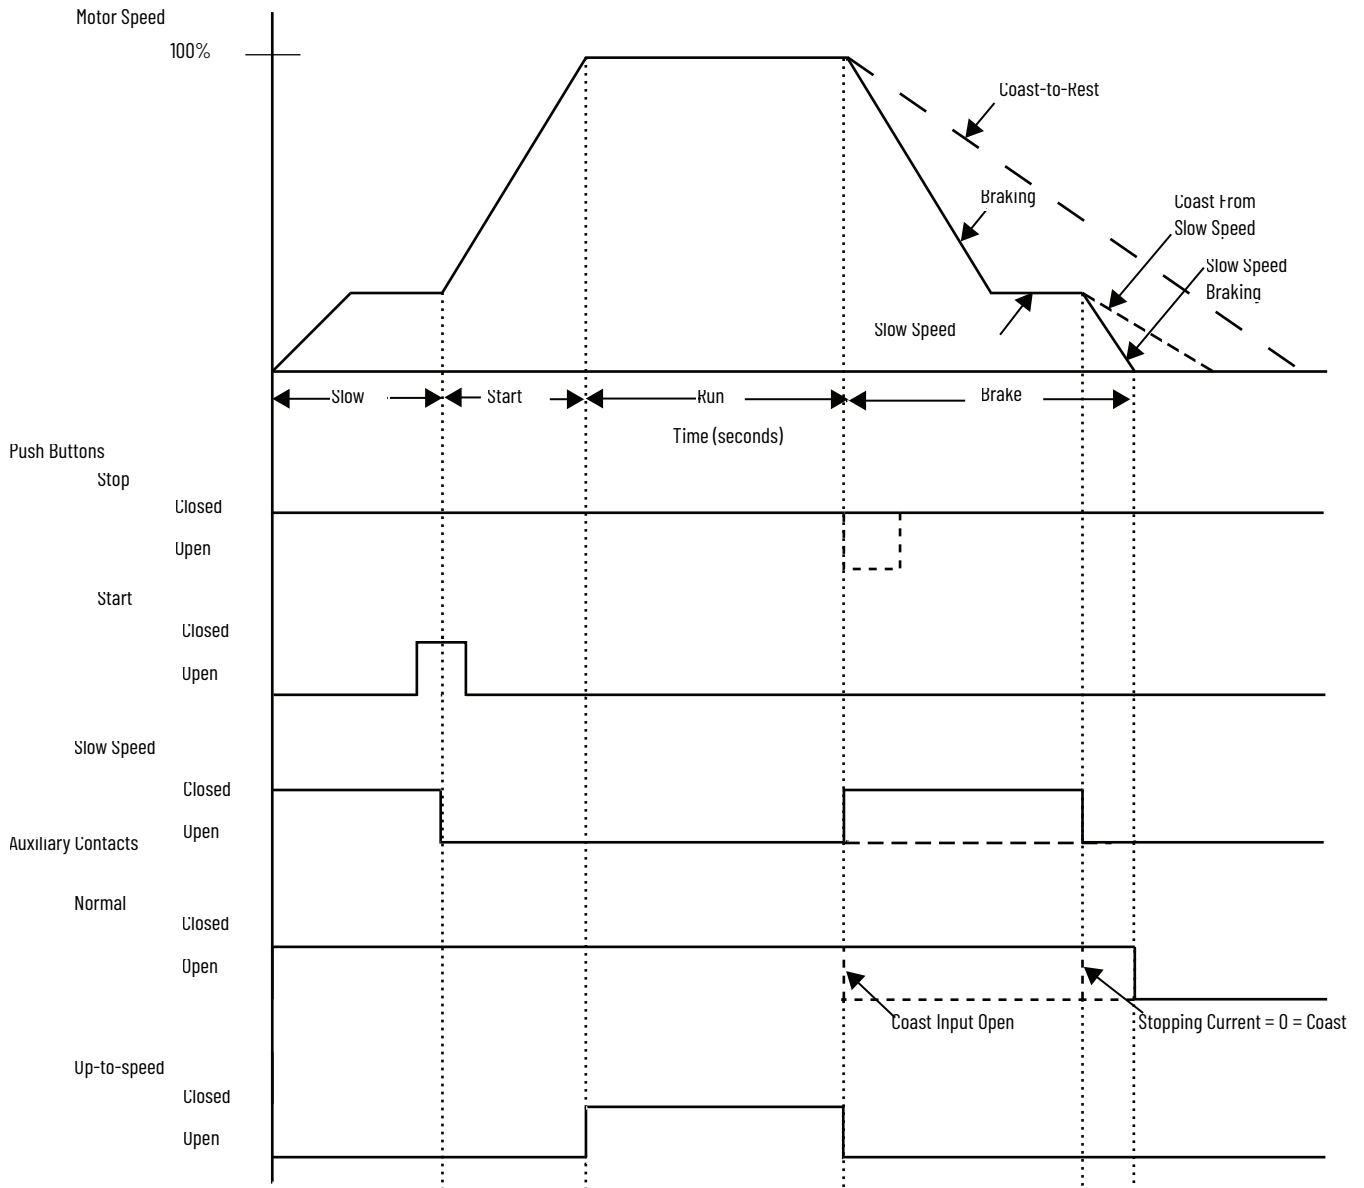 Motor Speed
100%
Coast-to-Rest
Braking
Coast From
Slow Speed
Slow Speed
Braking
Slow Speed
Slow
Start
Run
Brake
Time (seconds)
Push Buttons
Stop
Closed
Open
Start
Closed
Open
Slow Speed
Closed
Open
Auxiliary Contacts
Normal
Closed
Open
Coast Input Open
Stopping Current = 0 = Coast
Up-to-speed
Closed
Open